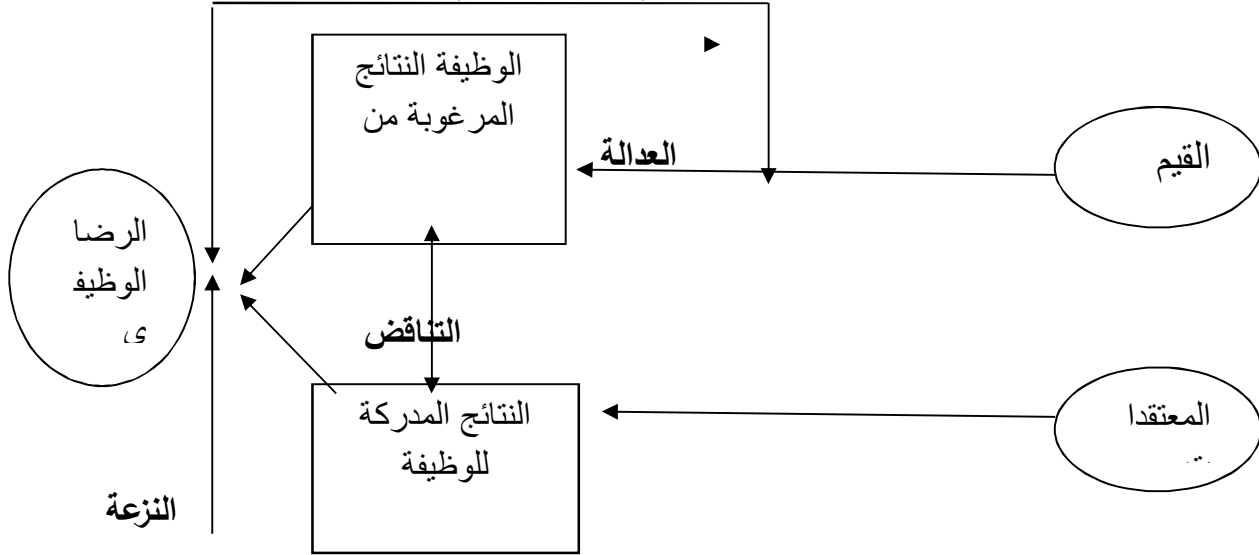 الوظيفة النتائج
المرغوبة من
العدالة
القيم
الرضا
الوظيف
ي
التناقض
النتائج المدركة
للوظيفة
المعتقدا
ت
النزعة